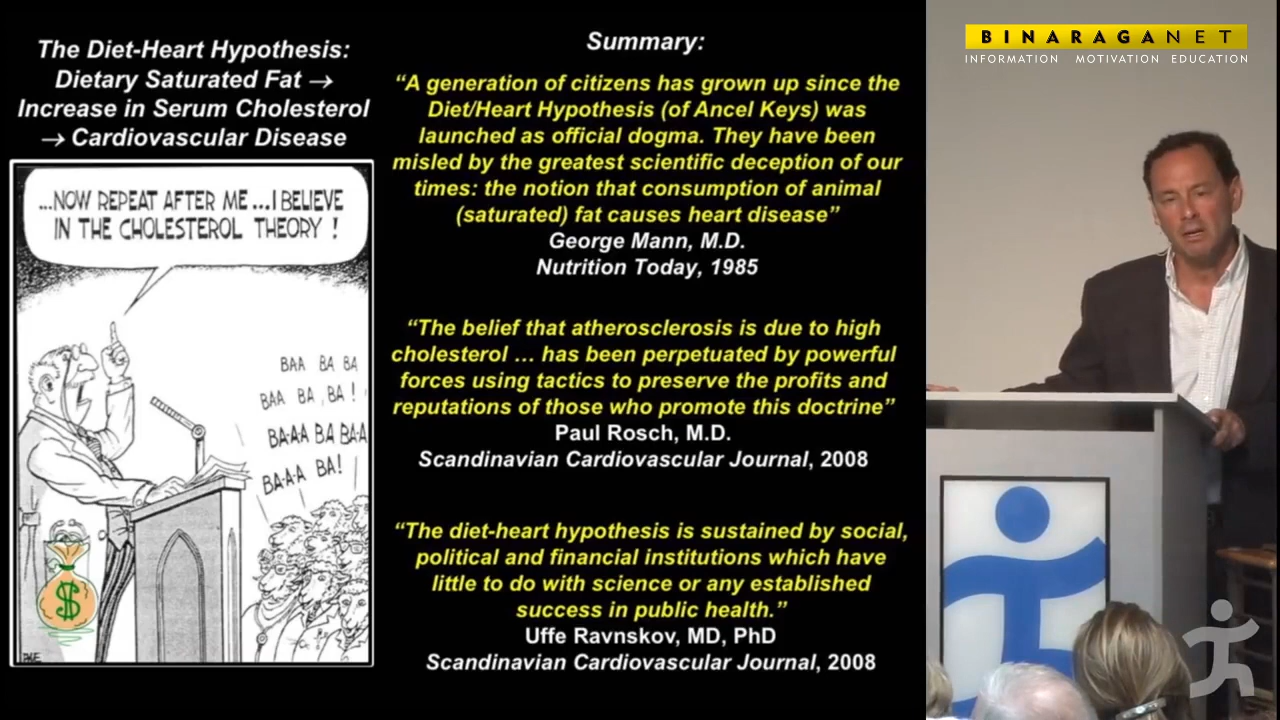 The Diet-Heart Hypothesis:
Dietary Saturated Fat →
Increase in Serum Cholesterol
→ Cardiovascular Disease
...NOW REPEAT AFTER ME...I BELIEVE
IN THE CHOLESTEROL THEORY !
BAA BA BA
BAA BA, BA !
BA-AA BA BA-A
BA-A-A BA!
$
Summary:
“A generation of citizens has grown up since the
Diet/Heart Hypothesis (of Ancel Keys) was
launched as official dogma. They have been
misled by the greatest scientific deception of our
times: the notion that consumption of animal
(saturated) fat causes heart disease”
George Mann, M.D.
Nutrition Today, 1985
“The belief that atherosclerosis is due to high
cholesterol … has been perpetuated by powerful
forces using tactics to preserve the profits and
reputations of those who promote this doctrine”
Paul Rosch, M.D.
Scandinavian Cardiovascular Journal, 2008
“The diet-heart hypothesis is sustained by social,
political and financial institutions which have
little to do with science or any established
success in public health.”
Uffe Ravnskov, MD, PhD
Scandinavian Cardiovascular Journal, 2008
BINARAGANET
INFORMATION MOTIVATION EDUCATION